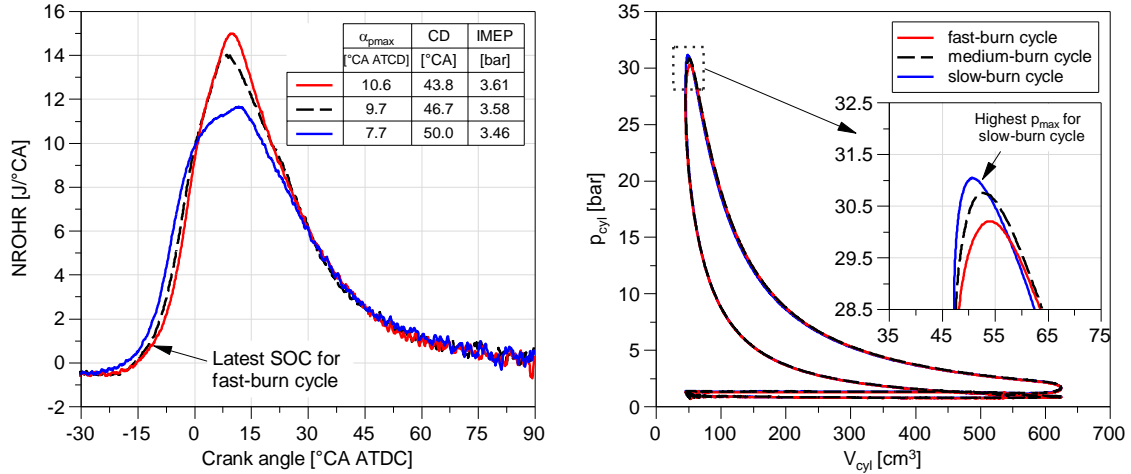 16
14
12
10
8
6
4
2
0
-2
NROHR [J/°CA]
-30
-15
0
15
30
45
60
75
90
Crank angle [°CA ATDC]
αpmax CD IMEP
[°CA ATCD] [°CA] [bar]
10.6 43.8 3.61
9.7 46.7 3.58
7.7 50.0 3.46
Latest SOC for
fast-burn cycle
35
30
25
20
15
10
5
0
pcyl [bar]
0
100
200
300
400
500
600
700
Vcyl [cm³]
fast-burn cycle
medium-burn cycle
slow-burn cycle
32.5
31.5
30.5
29.5
28.5
35
45
55
65
75
Highest pmax for
slow-burn cycle